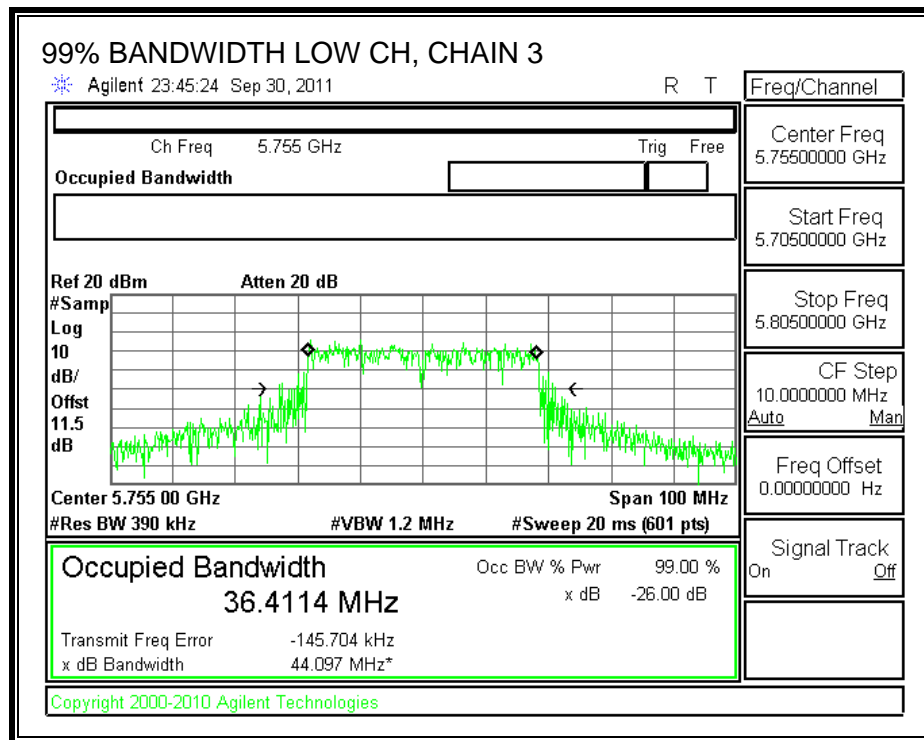 99% BANDWIDTH LOW CH, CHAIN 3
Agilent 23:45:24 Sep 30, 2011 R T
Freq/Channel
Ch Freq 5.755 GHz Trig Free
Occupied Bandwidth
Center Freq
5.75500000 GHz
Start Freq
5.70500000 GHz
Stop Freq
5.80500000 GHz
CF Step
10.0000000 MHz
Auto Man
Freq Offset
0.00000000 Hz
Signal Track
On Off
Ref 20 dBm Atten 20 dB
#Samp
Log
10
dB/
Offst
11.5
dB
Center 5.755 00 GHz Span 100 MHz
#Res BW 390 kHz #VBW 1.2 MHz #Sweep 20 ms (601 pts)
Occupied Bandwidth Occ BW % Pwr 99.00 %
36.4114 MHz x dB -26.00 dB
Transmit Freq Error -145.704 kHz
x dB Bandwidth 44.097 MHz*
Copyright 2000-2010 Agilent Technologies